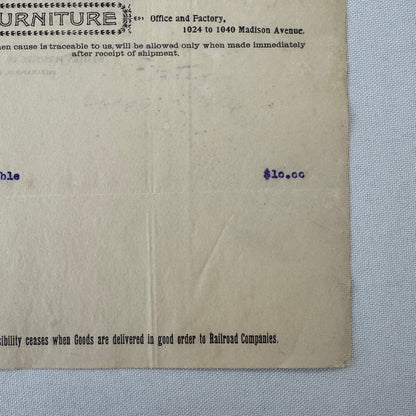 URNITURE
Office and Factory,
1024 to 1040 Madison Avenue.
en cause is traceable to us, will be allowed only when made immediately
after receipt of shipment.
ble $10.00
sibility ceases when Goods are delivered in good order to Railroad Companies.